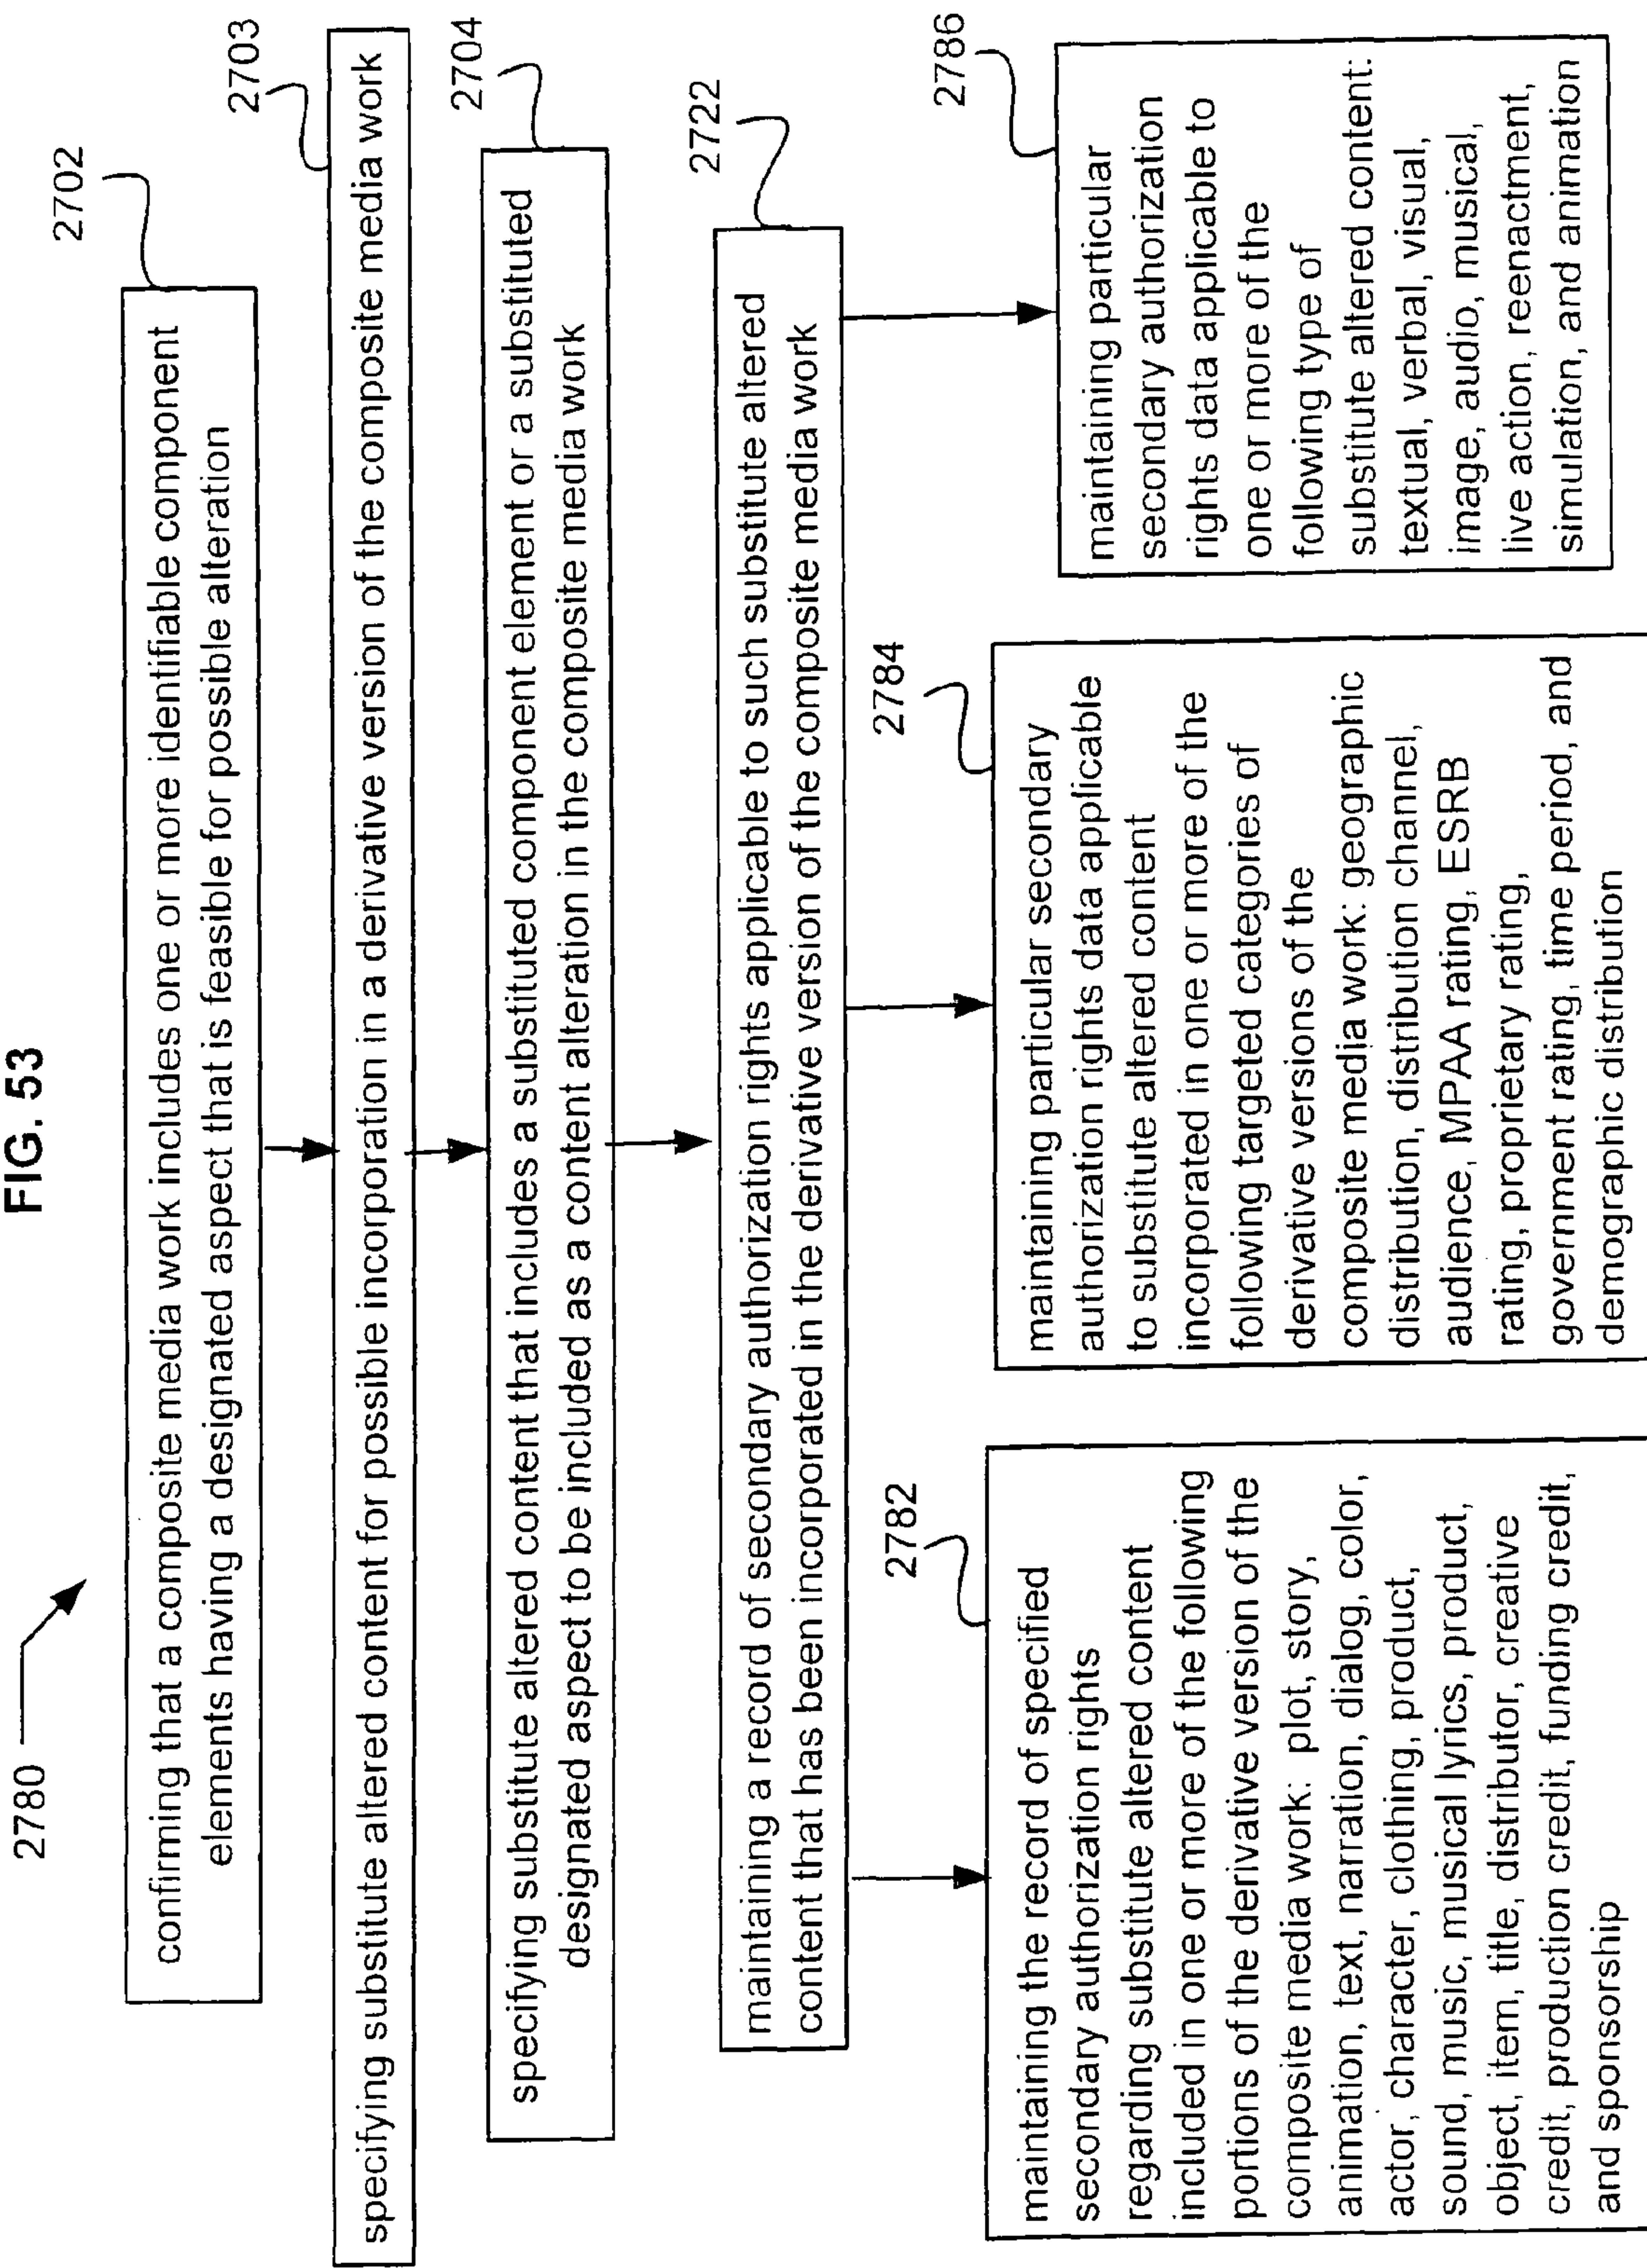 FIG. 53
2780
2702
confirming that a composite media work includes one or more identifiable component
elements having a designated aspect that is feasible for possible alteration
2703
specifying substitute altered content for possible incorporation in a derivative version of the composite media work
2704
specifying substitute altered content that includes a substituted component element or a substituted
designated aspect to be included as a content alteration in the composite media work
2722
maintaining a record of secondary authorization rights applicable to such substitute altered
content that has been incorporated in the derivative version of the composite media work
2782
maintaining the record of specified
secondary authorization rights
regarding substitute altered content
included in one or more of the following
portions of the derivative version of the
composite media work: plot, story,
animation, text, narration, dialog, color,
actor, character, clothing, product,
sound, music, musical lyrics, product,
object, item, title, distributor, creative
credit, production credit, funding credit,
and sponsorship
2784
maintaining particular secondary
authorization rights data applicable
to substitute altered content
incorporated in one or more of the
following targeted categories of
derivative versions of the
composite media work: geographic
distribution, distribution channel,
audience, MPAA rating, ESRB
rating, proprietary rating,
government rating, time period, and
demographic distribution
2786
maintaining particular
secondary authorization
rights data applicable to
one or more of the
following type of
substitute altered content:
textual, verbal, visual,
image, audio, musical,
live action, reenactment,
simulation, and animation